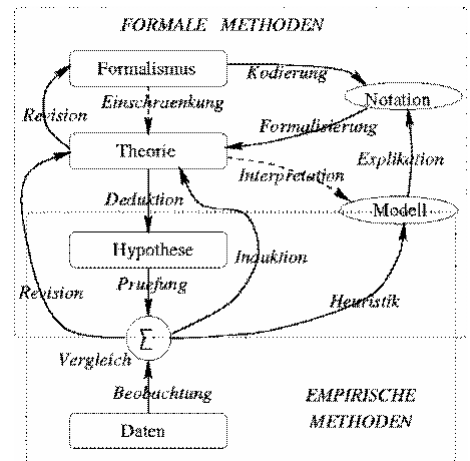 FORMALE METHODEN
Formalismus
Kodierung
Notation
Einschraenkung
Revision
Formalisierung
Theorie
Interpretation
Explikation
Deduktion
Modell
Hypothese
Induktion
Pruefung
Revision
Heuristik
Σ
Vergleich
Beobachtung
EMPIRISCHE
METHODEN
Daten